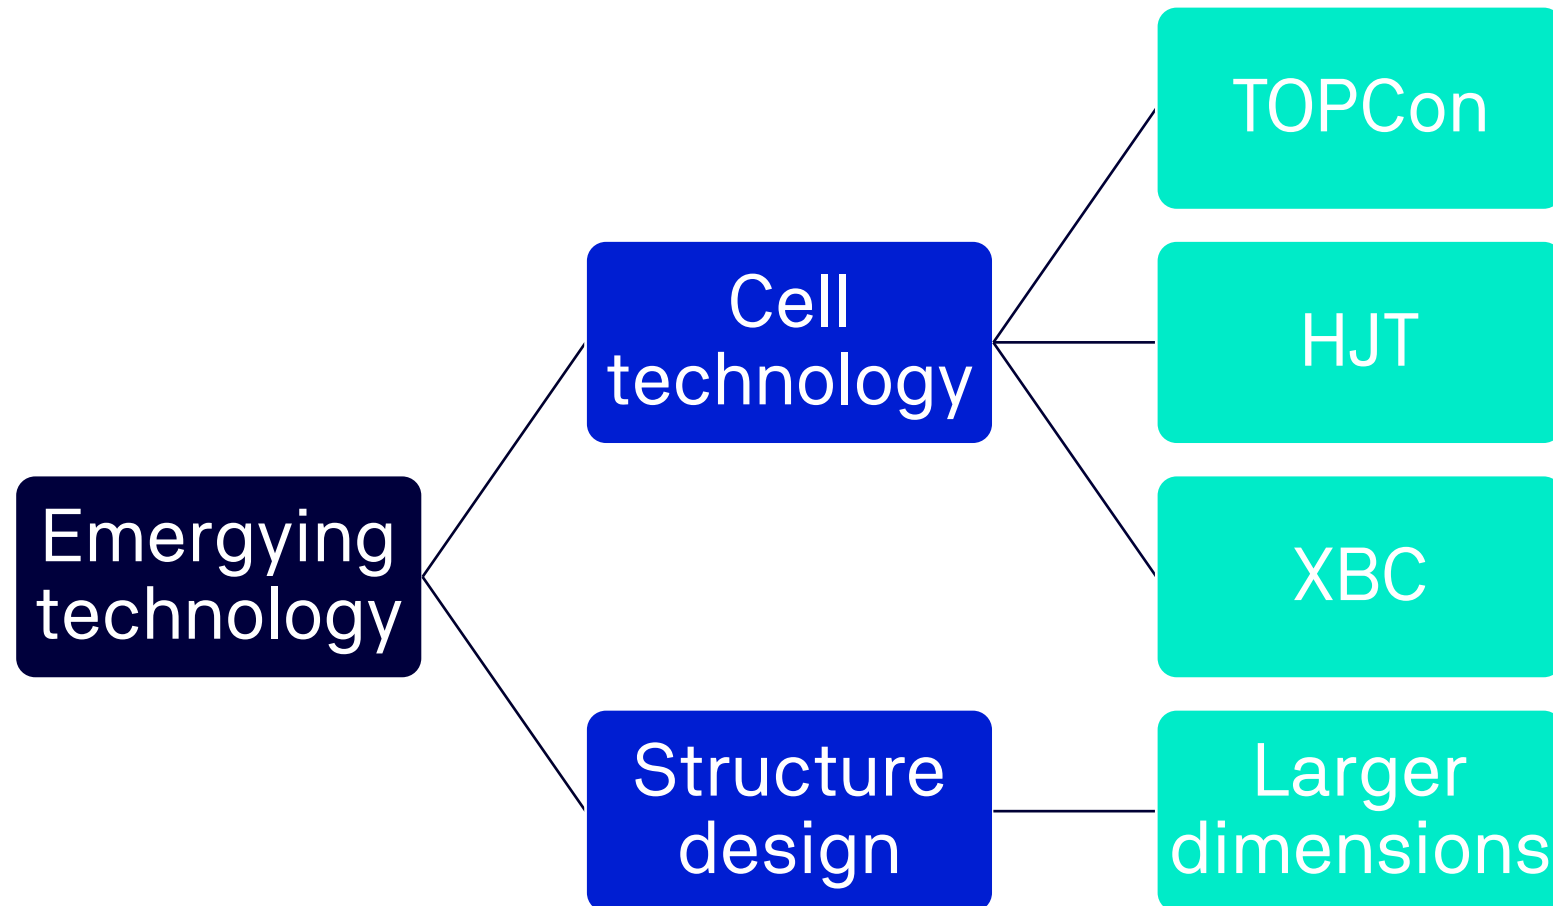 Emergying
technology
Cell
technology
TOPCon
HJT
XBC
Structure
design
Larger
dimensions